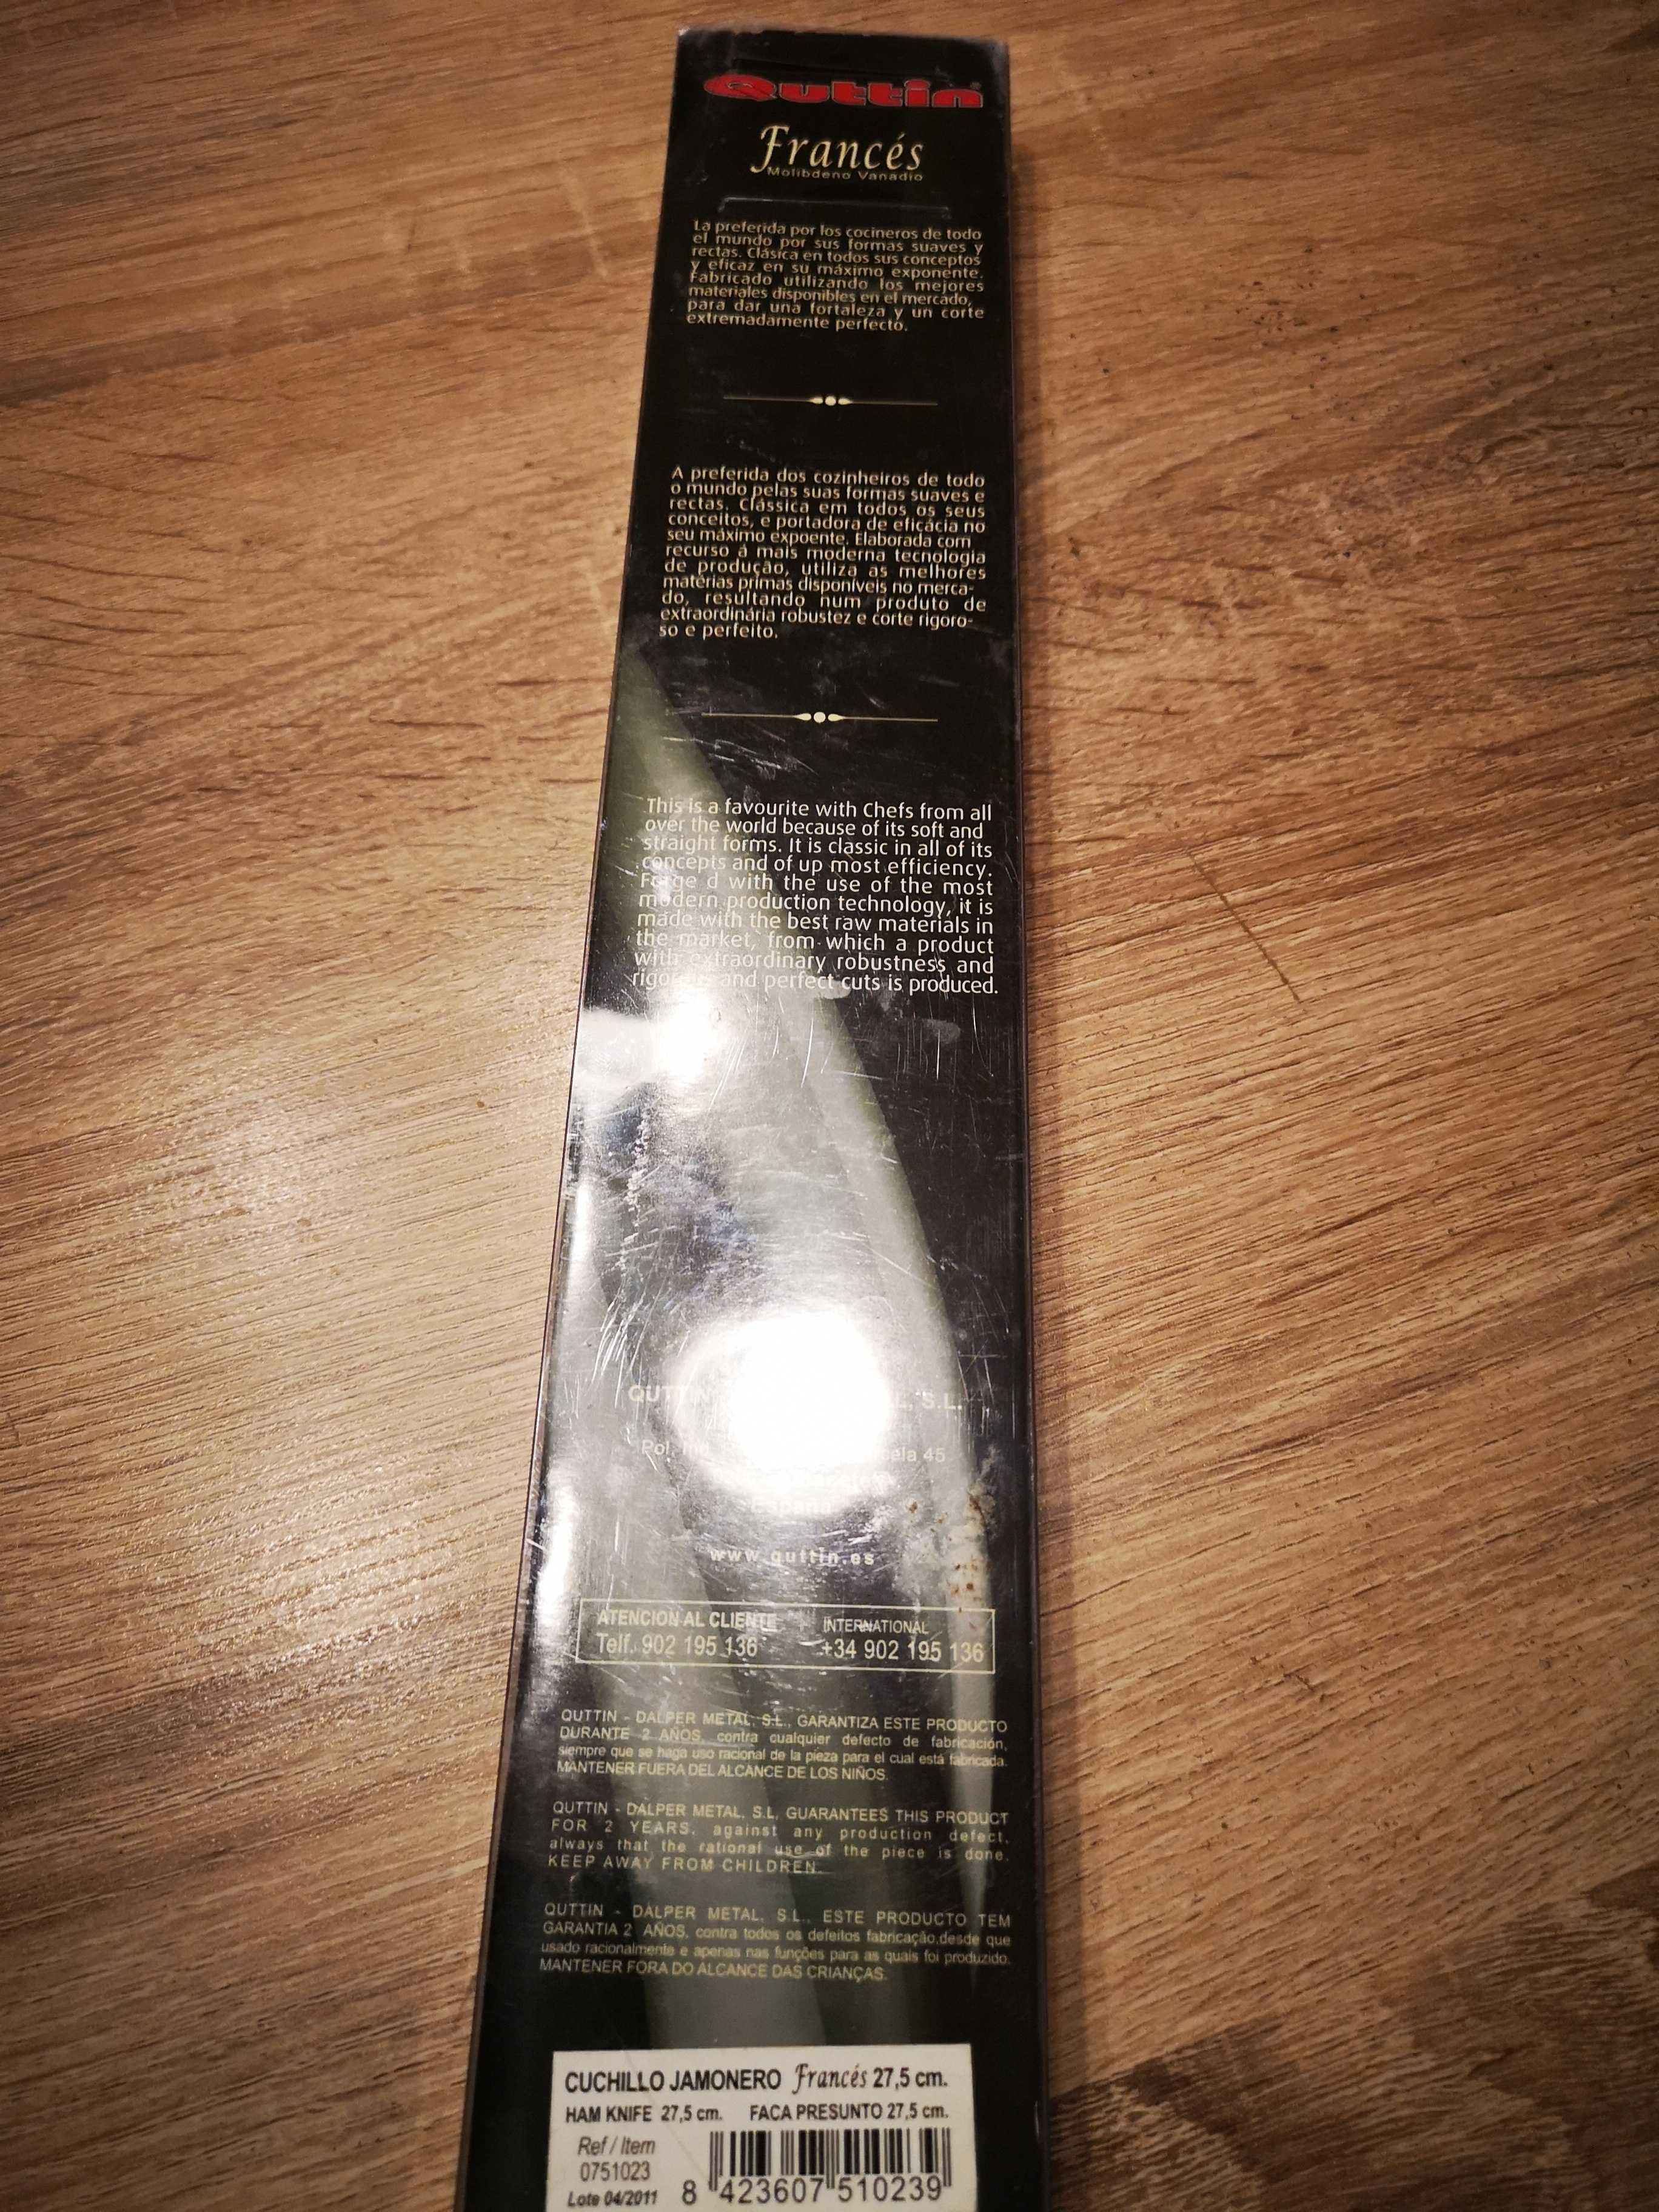 Quttin
Francés
Molibdeno Vanadio
La preferida por los cocineros de todo
el mundo por sus formas suaves y
rectas. Clásica en todos sus conceptos
y eficaz en su máximo exponente.
Fabricado utilizando los mejores
materiales disponibles en el mercado,
para dar una fortaleza y un corte
extremadamente perfecto.
A preferida dos cozinheiros de todo
o mundo pelas suas formas suaves e
rectas. Clássica em todos os seus
conceitos, e portadora de eficácia no
seu máximo expoente. Elaborada com
recurso á mais moderna tecnologia
de produção, utiliza as melhores
matérias primas disponíveis no merca-
do, resultando num produto de
extraordinária robustez e corte rigoro-
so e perfeito.
This is a favourite with Chefs from all
over the world because of its soft and
straight forms. It is classic in all of its
concepts and of up most efficiency.
Forge d with the use of the most
modern production technology, it is
made with the best raw materials in
the market, from which a product
with extraordinary robustness and
and perfect cuts is produced.
QUTTIN L, S.L.
Pol. 45
España
www.quttin.es
ATENCION AL CLIENTE
Telf. 902 195 136
INTERNATIONAL
+34 902 195 136
QUTTIN - DALPER METAL, S.L., GARANTIZA ESTE PRODUCTO
DURANTE 2 AÑOS, contra cualquier defecto de fabricación,
siempre que se haga uso racional de la pieza para el cual está fabricada.
MANTENER FUERA DEL ALCANCE DE LOS NIÑOS.
QUTTIN - DALPER METAL, S.L, GUARANTEES THIS PRODUCT
FOR 2 YEARS, against any production defect,
always that the rational use of the piece is done.
KEEP AWAY FROM CHILDREN
QUTTIN - DALPER METAL, S.L., ESTE PRODUCTO TEM
GARANTIA 2 AÑOS, contra todos os defeitos fabricação,desde que
usado racionalmente e apenas nas funções para as quais foi produzido.
MANTENER FORA DO ALCANCE DAS CRIANÇAS.
CUCHILLO JAMONERO Francés 27,5 cm.
HAM KNIFE 27,5 cm. FACA PRESUNTO 27,5 cm.
Ref / Item
0751023
Lote 04/2011
8 423607 510239